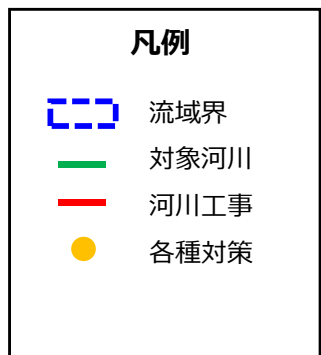 凡例
流域界
対象河川
河川工事
各種対策